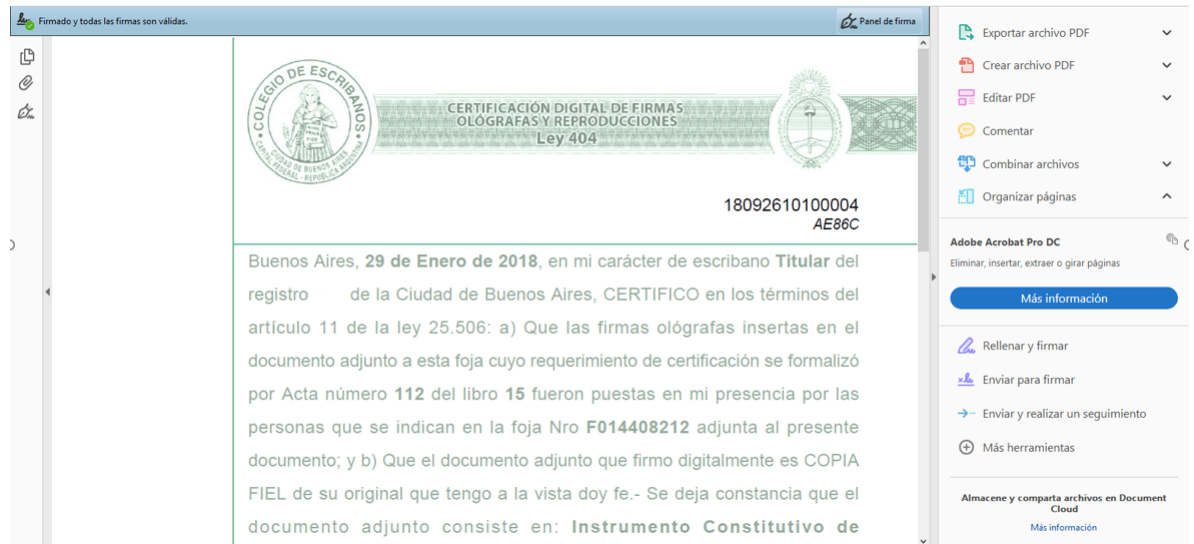 Firmado y todas las firmas son válidas.
Panel de firma
COLEGIO DE ESCRIBANOS
CAPITAL FEDERAL - REPUBLICA ARGENTINA
CIUDAD DE BUENOS AIRES
CERTIFICACIÓN DIGITAL DE FIRMAS
OLÓGRAFAS Y REPRODUCCIONES
Ley 404
18092610100004
AE86C
Buenos Aires, 29 de Enero de 2018, en mi carácter de escribano Titular del
registro de la Ciudad de Buenos Aires, CERTIFICO en los términos del
artículo 11 de la ley 25.506: a) Que las firmas ológrafas insertas en el
documento adjunto a esta foja cuyo requerimiento de certificación se formalizó
por Acta número 112 del libro 15 fueron puestas en mi presencia por las
personas que se indican en la foja Nro F014408212 adjunta al presente
documento; y b) Que el documento adjunto que firmo digitalmente es COPIA
FIEL de su original que tengo a la vista doy fe.- Se deja constancia que el
documento adjunto consiste en: Instrumento Constitutivo de
Exportar archivo PDF
Crear archivo PDF
Editar PDF
Comentar
Combinar archivos
Organizar páginas
Adobe Acrobat Pro DC
Eliminar, insertar, extraer o girar páginas
Más información
Rellenar y firmar
Enviar para firmar
Enviar y realizar un seguimiento
Más herramientas
Almacene y comparta archivos en Document
Cloud
Más información